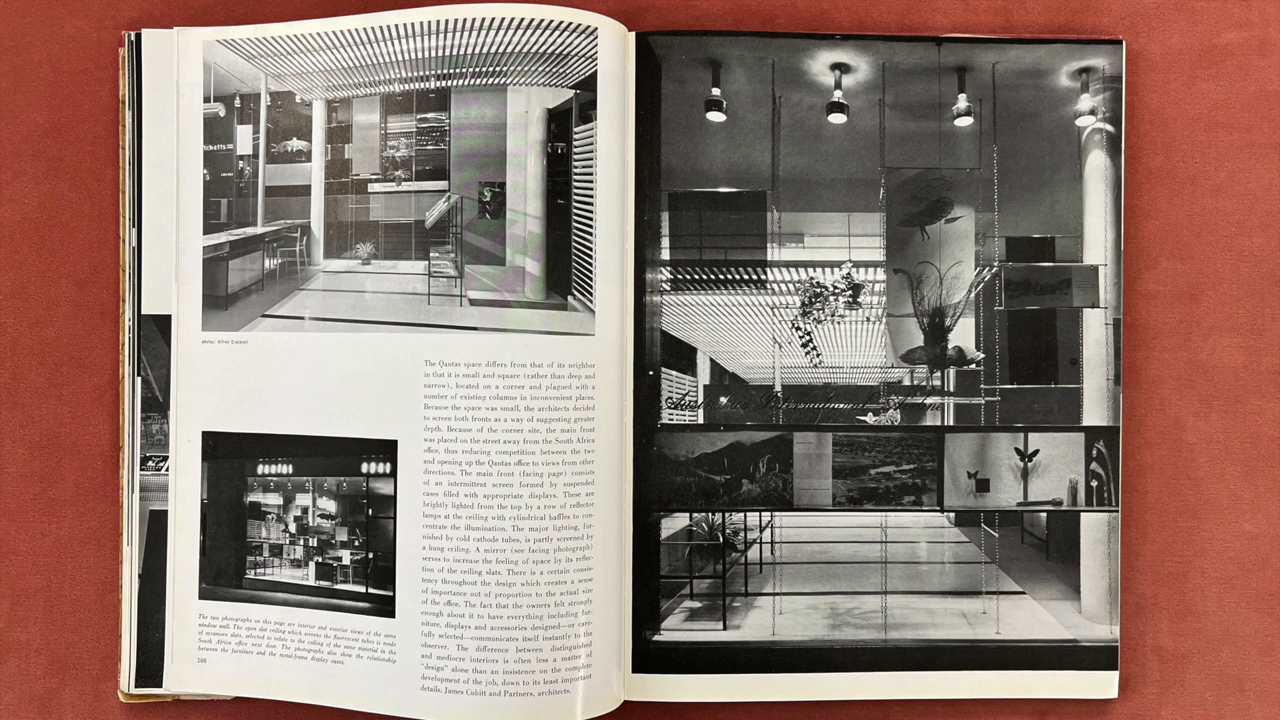 photos: Alfred Cracknell
The Qantas space differs from that of its neighbor
in that it is small and square (rather than deep and
narrow), located on a corner and plagued with a
number of existing columns in inconvenient places.
Because the space was small, the architects decided
to screen both fronts as a way of suggesting greater
depth. Because of the corner site, the main front
was placed on the street away from the South Africa
office, thus reducing competition between the two
and opening up the Qantas office to views from other
directions. The main front (facing page) consists
of an intermittent screen formed by suspended
cases filled with appropriate displays. These are
brightly lighted from the top by a row of reflector
lamps at the ceiling with cylindrical baffles to con-
centrate the illumination. The major lighting, fur-
nished by cold cathode tubes, is partly screened by
a hung ceiling. A mirror (see facing photograph)
serves to increase the feeling of space by its reflec-
tion of the ceiling slats. There is a certain consis-
tency throughout the design which creates a sense
of importance out of proportion to the actual size
of the office. The fact that the owners felt strongly
enough about it to have everything including fur-
niture, displays and accessories designed—or care-
fully selected—communicates itself instantly to the
observer. The difference between distinguished
and mediocre interiors is often less a matter of
"design" alone than an insistence on the complete
development of the job, down to its least important
details. James Cubitt and Partners, architects.
The two photographs on this page are interior and exterior views of the same
window wall. The open slat ceiling which screens the fluorescent tubes is made
of sycamore slats, selected to relate to the ceiling of the same material in the
South Africa office next door. The photographs also show the relationship
between the furniture and the metal-frame display cases.
100